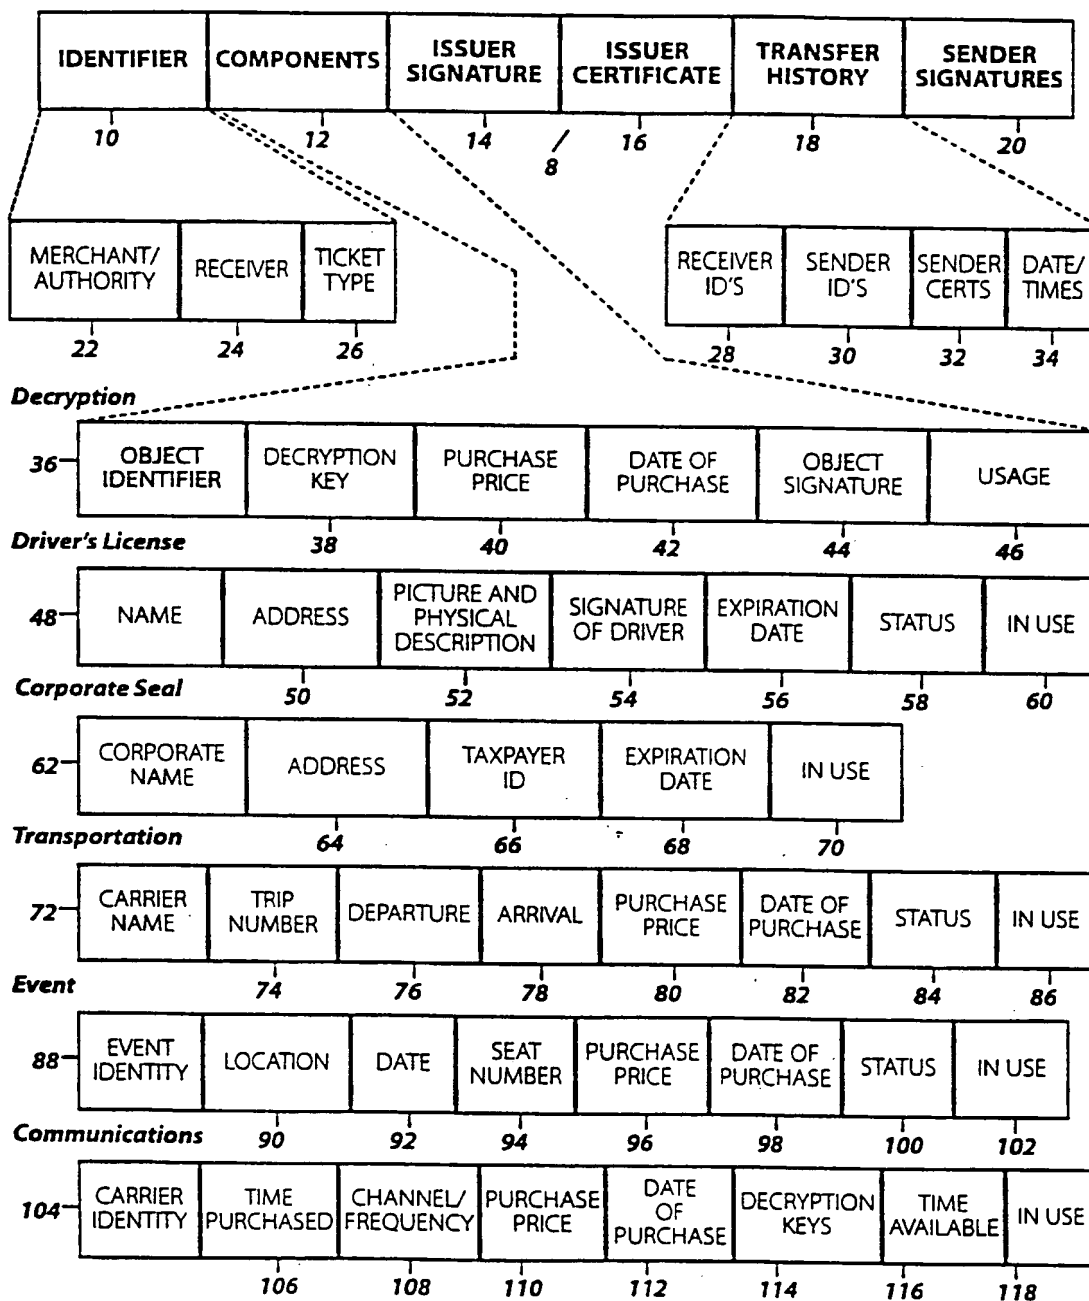 IDENTIFIER COMPONENTS ISSUER SIGNATURE ISSUER CERTIFICATE TRANSFER HISTORY SENDER SIGNATURES
10 12 14 8 16 18 20
MERCHANT/ AUTHORITY RECEIVER TICKET TYPE RECEIVER ID'S SENDER ID'S SENDER CERTS DATE/ TIMES
22 24 26 28 30 32 34
Decryption
36 OBJECT IDENTIFIER DECRYPTION KEY PURCHASE PRICE DATE OF PURCHASE OBJECT SIGNATURE USAGE
38 40 42 44 46
Driver's License
48 NAME ADDRESS PICTURE AND PHYSICAL DESCRIPTION SIGNATURE OF DRIVER EXPIRATION DATE STATUS IN USE
50 52 54 56 58 60
Corporate Seal
62 CORPORATE NAME ADDRESS TAXPAYER ID EXPIRATION DATE IN USE
64 66 68 70
Transportation
72 CARRIER NAME TRIP NUMBER DEPARTURE ARRIVAL PURCHASE PRICE DATE OF PURCHASE STATUS IN USE
74 76 78 80 82 84 86
Event
88 EVENT IDENTITY LOCATION DATE SEAT NUMBER PURCHASE PRICE DATE OF PURCHASE STATUS IN USE
90 92 94 96 98 100 102
Communications
104 CARRIER IDENTITY TIME PURCHASED CHANNEL/ FREQUENCY PURCHASE PRICE DATE OF PURCHASE DECRYPTION KEYS TIME AVAILABLE IN USE
106 108 110 112 114 116 118